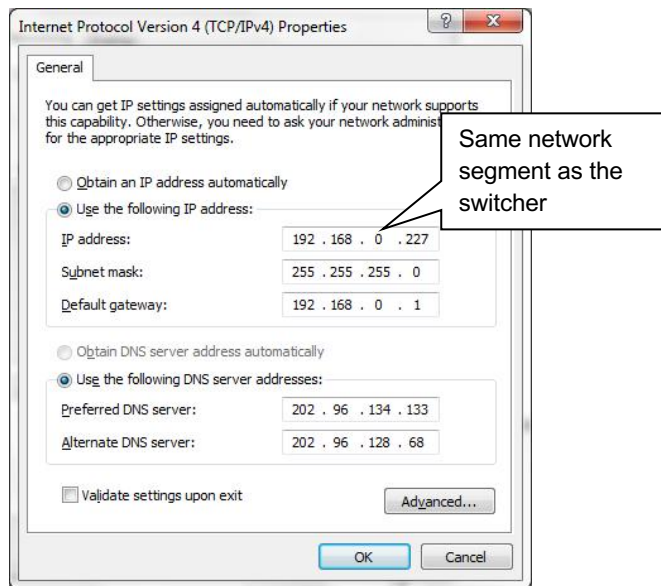 Internet Protocol Version 4 (TCP/IPv4) Properties
General
You can get IP settings assigned automatically if your network supports
this capability. Otherwise, you need to ask your network administ
for the appropriate IP settings.
Same network
segment as the
switcher
Obtain an IP address automatically
Use the following IP address:
IP address: 192 . 168 . 0 . 227
Subnet mask: 255 . 255 . 255 . 0
Default gateway: 192 . 168 . 0 . 1
Obtain DNS server address automatically
Use the following DNS server addresses:
Preferred DNS server: 202 . 96 . 134 . 133
Alternate DNS server: 202 . 96 . 128 . 68
Validate settings upon exit
Advanced...
OK Cancel